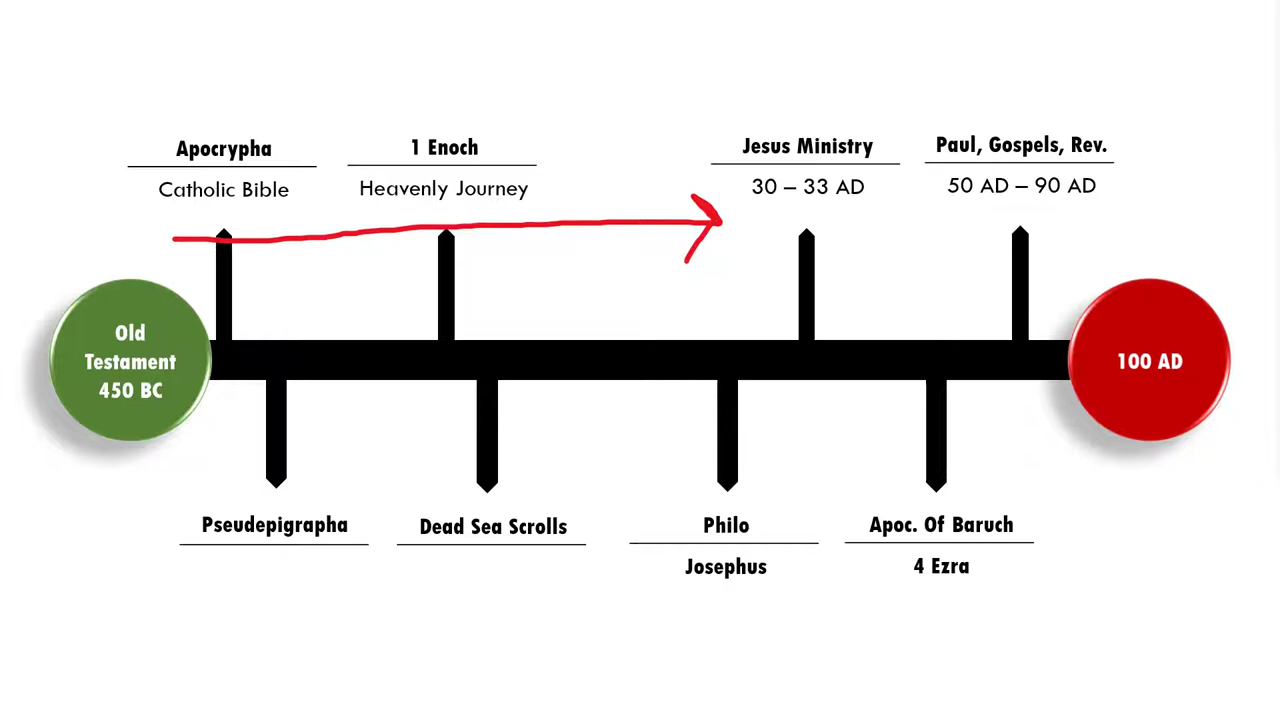 Apocrypha
Catholic Bible
1 Enoch
Heavenly Journey
Jesus Ministry
30 – 33 AD
Paul, Gospels, Rev.
50 AD – 90 AD
Old
Testament
450 BC
100 AD
Pseudepigrapha
Dead Sea Scrolls
Philo
Josephus
Apoc. Of Baruch
4 Ezra